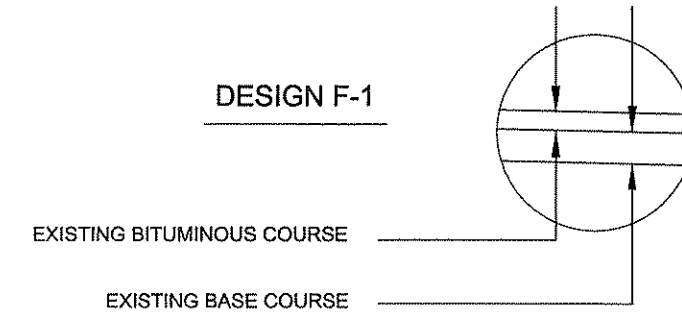 DESIGN F-1
EXISTING BITUMINOUS COURSE
EXISTING BASE COURSE